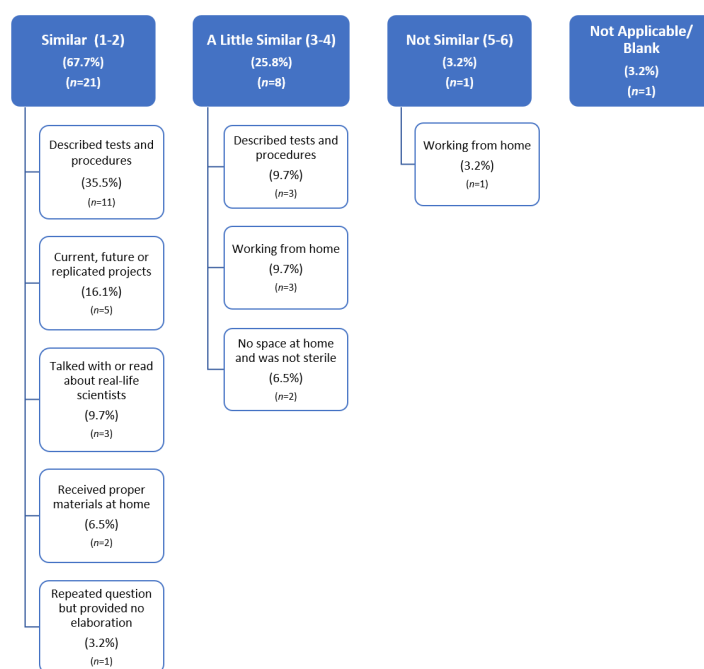 Similar (1-2)
(67.7%)
(n=21)
Described tests and
procedures
(35.5%)
(n=11)
Current, future or
replicated projects
(16.1%)
(n=5)
Talked with or read
about real-life
scientists
(9.7%)
(n=3)
Received proper
materials at home
(6.5%)
(n=2)
Repeated question
but provided no
elaboration
(3.2%)
(n=1)
A Little Similar (3-4)
(25.8%)
(n=8)
Described tests and
procedures
(9.7%)
(n=3)
Working from home
(9.7%)
(n=3)
No space at home
and was not sterile
(6.5%)
(n=2)
Not Similar (5-6)
(3.2%)
(n=1)
Working from home
(3.2%)
(n=1)
Not Applicable/
Blank
(3.2%)
(n=1)